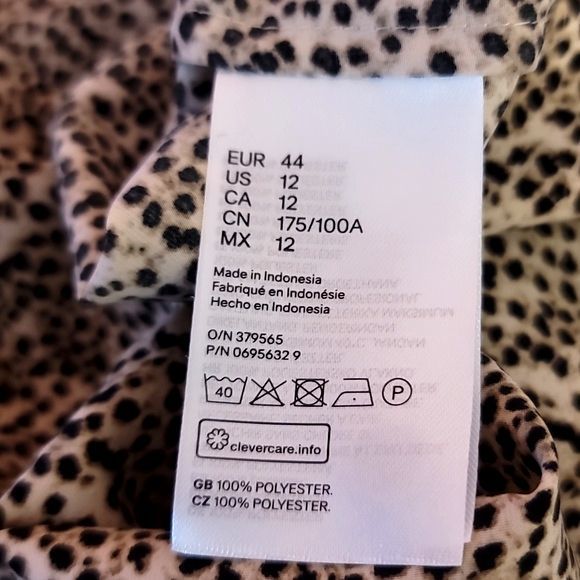 EUR 44
US 12
CA 12
CN 175/100A
MX 12
Made in Indonesia
Fabriqué en Indonésie
Hecho en Indonesia
O/N 379565
P/N 0695632 9
40 P
clevercare.info
GB 100% POLYESTER.
CZ 100% POLYESTER.